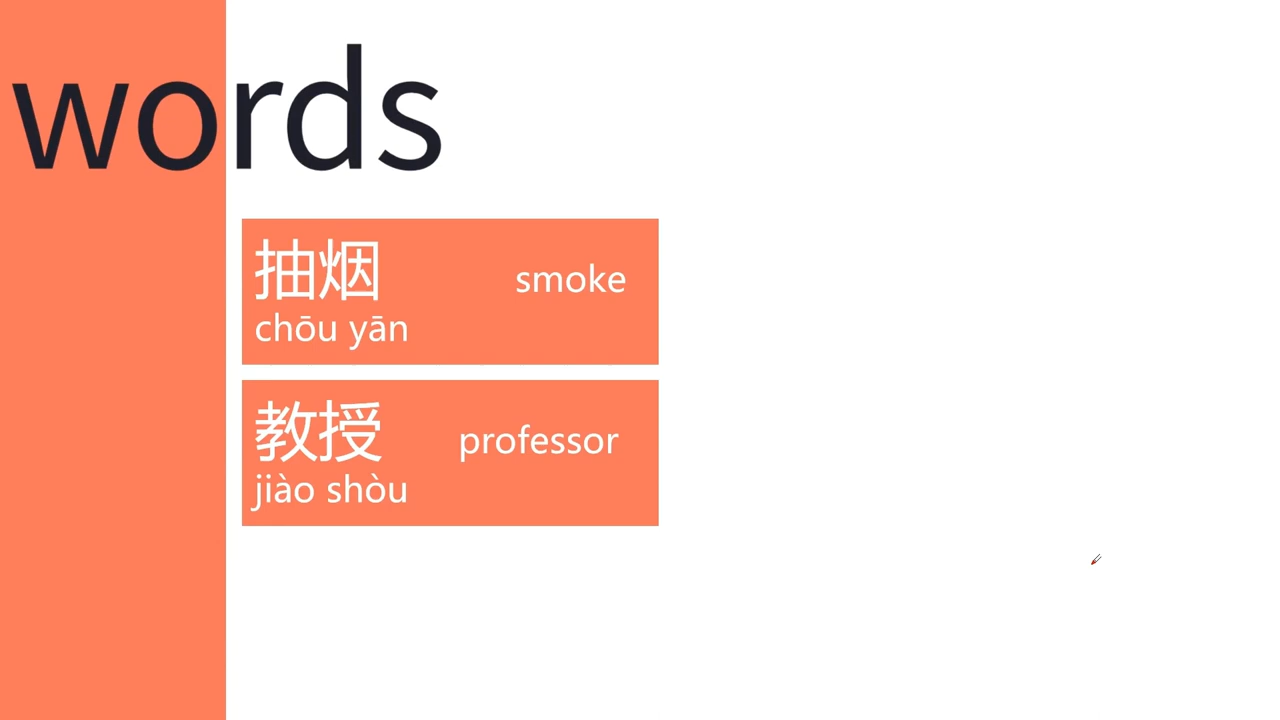 words
抽烟
smoke
chōu yān
教授
professor
jiào shòu